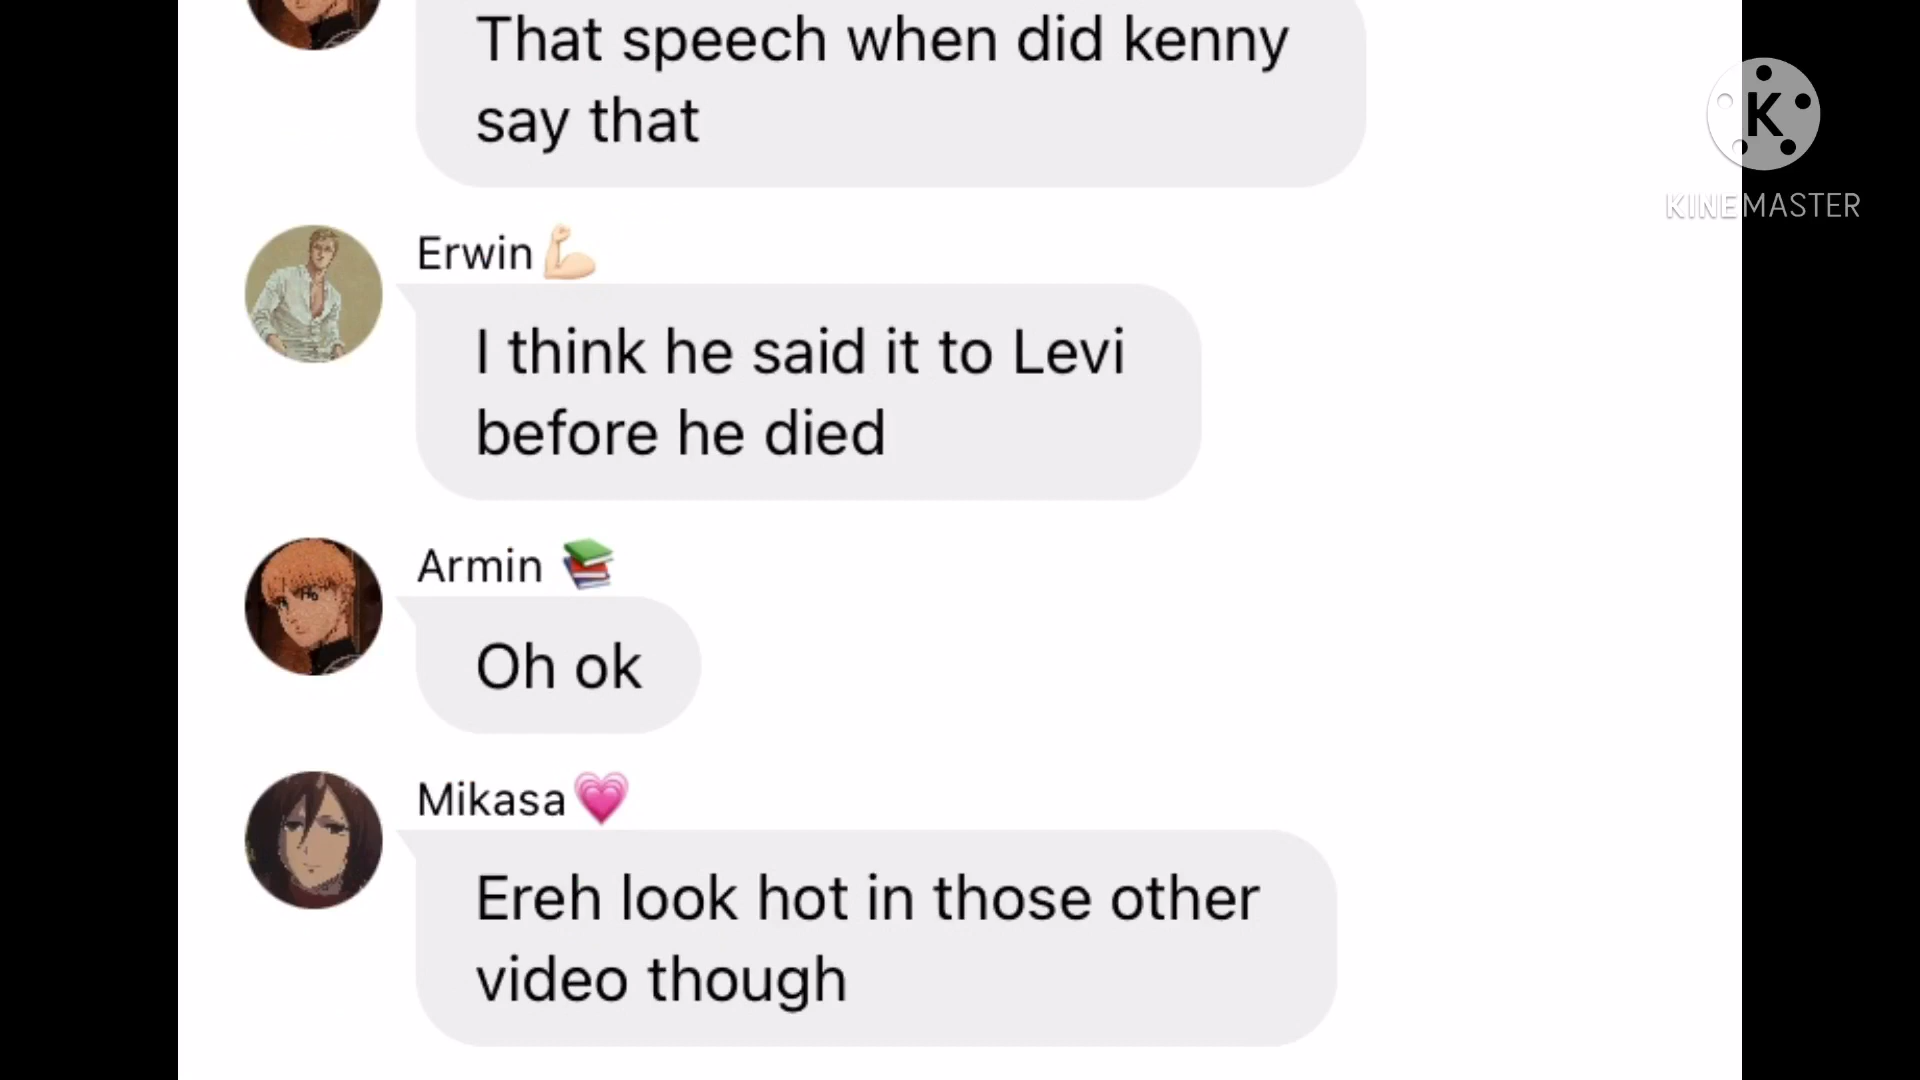 That speech when did kenny
say that
K
KINEMASTER
Erwin💪🏻
I think he said it to Levi
before he died
Armin 📚
Oh ok
Mikasa💗
Ereh look hot in those other
video though